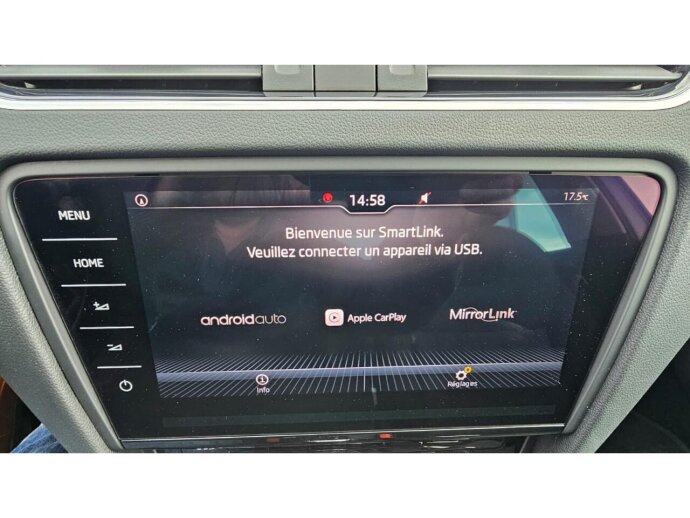 14:58
17.5°C
MENU
HOME
Bienvenue sur SmartLink.
Veuillez connecter un appareil via USB.
androidauto
Apple CarPlay
MirrorLink
Info
Réglages